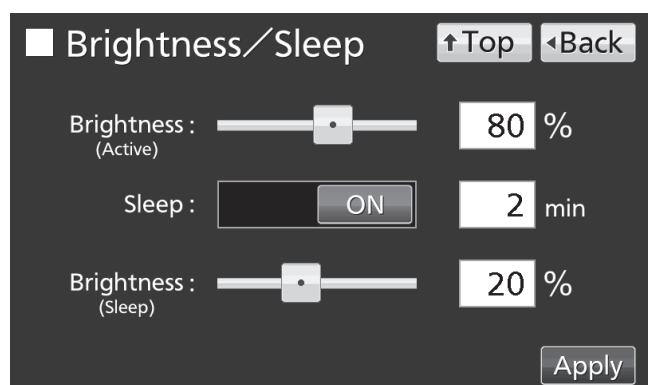 Brightness／Sleep
↑Top
◂Back
Brightness : 80 %
(Active)
Sleep : ON 2 min
Brightness : 20 %
(Sleep)
Apply